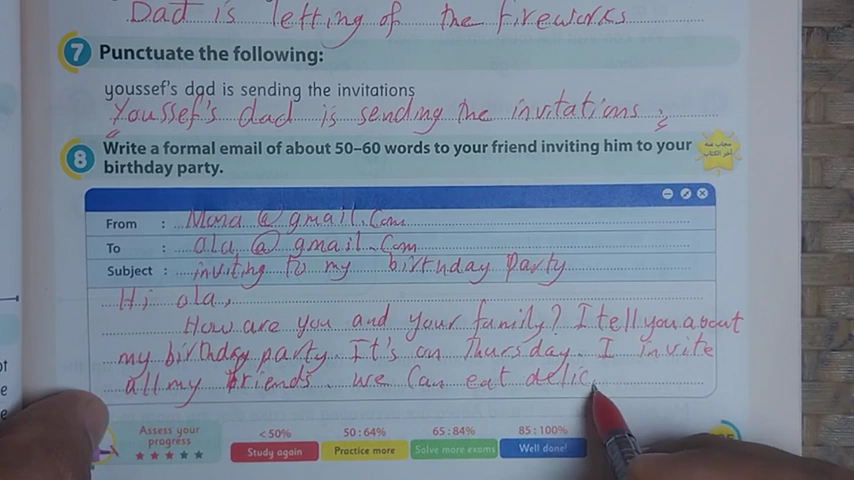 Dad is letting of the fireworks
7 Punctuate the following:
youssef's dad is sending the invitations
Youssef's dad is sending the invitations .
8 Write a formal email of about 50–60 words to your friend inviting him to your
birthday party.
مجاب عنه
آخر الكتاب
From : Mona@gmail.Com
To : ola@gmail.Com
Subject : inviting to my birthday party
Hi, ola,
How are you and your family? I tell you about
my birthday party. It's on Thursday. I invite
all my friends. we Can eat delic
Assess your
progress
<50% 50:64% 65:84% 85:100%
Study again Practice more Solve more exams Well done!